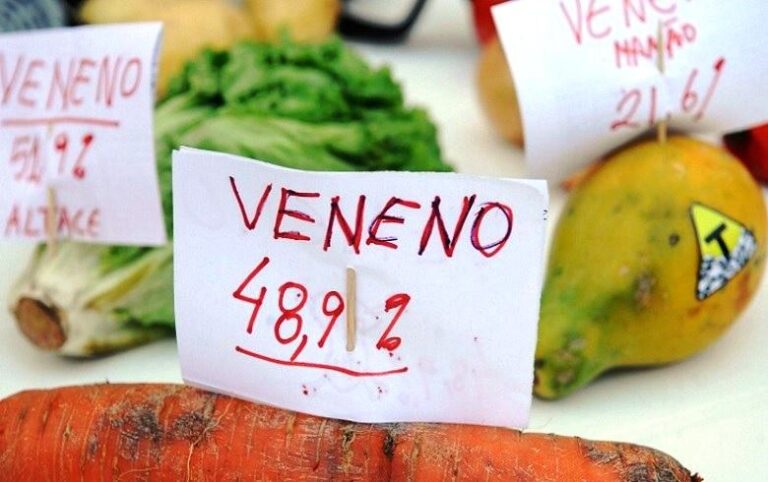 VENENO
51,9%
ALFACE
VENENO
48,9%
VENENO
MAMÃO
21,6%
T